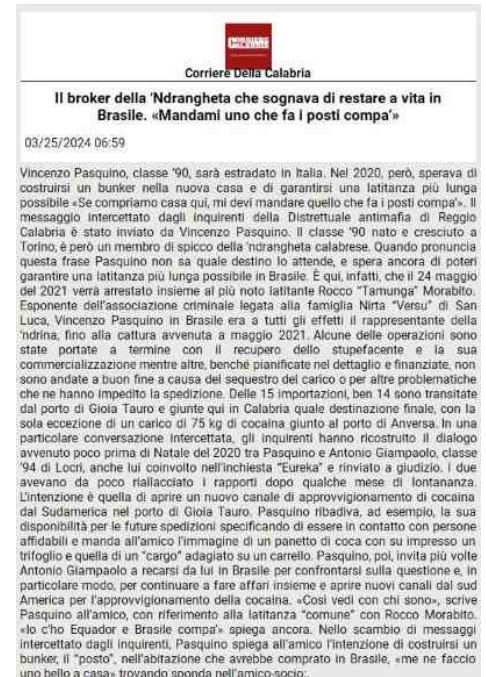 CORRIERE
CALABRIA
Corriere Della Calabria
Il broker della 'Ndrangheta che sognava di restare a vita in
Brasile. «Mandami uno che fa i posti compa'»
03/25/2024 06:59
Vincenzo Pasquino, classe '90, sarà estradato in Italia. Nel 2020, però, sperava di
costruirsi un bunker nella nuova casa e di garantirsi una latitanza più lunga
possibile «Se compriamo casa qui, mi devi mandare quello che fa i posti compa'». Il
messaggio intercettato dagli inquirenti della Distrettuale antimafia di Reggio
Calabria è stato inviato da Vincenzo Pasquino. Il classe '90 nato e cresciuto a
Torino, è però un membro di spicco della 'ndrangheta calabrese. Quando pronuncia
questa frase Pasquino non sa quale destino lo attende, e spera ancora di poteri
garantire una latitanza più lunga possibile in Brasile. È qui, infatti, che il 24 maggio
del 2021 verrà arrestato insieme al più noto latitante Rocco "Tamunga" Morabito.
Esponente dell'associazione criminale legata alla famiglia Nirta "Versu" di San
Luca, Vincenzo Pasquino in Brasile era a tutti gli effetti il rappresentante della
'ndrina, fino alla cattura avvenuta a maggio 2021. Alcune delle operazioni sono
state portate a termine con il recupero dello stupefacente e la sua
commercializzazione mentre altre, benché pianificate nel dettaglio e finanziate, non
sono andate a buon fine a causa del sequestro del carico o per altre problematiche
che ne hanno impedito la spedizione. Delle 15 importazioni, ben 14 sono transitate
dal porto di Gioia Tauro e giunte qui in Calabria quale destinazione finale, con la
sola eccezione di un carico di 75 kg di cocaina giunto al porto di Anversa. In una
particolare conversazione intercettata, gli inquirenti hanno ricostruito il dialogo
avvenuto poco prima di Natale del 2020 tra Pasquino e Antonio Giampaolo, classe
'94 di Locri, anche lui coinvolto nell'inchiesta "Eureka" e rinviato a giudizio. I due
avevano da poco riallacciato i rapporti dopo qualche mese di lontananza.
L'intenzione è quella di aprire un nuovo canale di approvvigionamento di cocaina
dal Sudamerica nel porto di Gioia Tauro. Pasquino ribadiva, ad esempio, la sua
disponibilità per le future spedizioni specificando di essere in contatto con persone
affidabili e manda all'amico l'immagine di un panetto di coca con su impresso un
trifoglio e quella di un "cargo" adagiato su un carrello. Pasquino, poi, invita più volte
Antonio Giampaolo a recarsi da lui in Brasile per confrontarsi sulla questione e, in
particolare modo, per continuare a fare affari insieme e aprire nuovi canali dal sud
America per l'approvvigionamento della cocaina. «Così vedi con chi sono», scrive
Pasquino all'amico, con riferimento alla latitanza "comune" con Rocco Morabito.
«Io c'ho Equador e Brasile compa'» spiega ancora. Nello scambio di messaggi
intercettato dagli inquirenti, Pasquino spiega all'amico l'intenzione di costruirsi un
bunker, il "posto", nell'abitazione che avrebbe comprato in Brasile, «me ne faccio
uno bello a casa» trovando sponda nell'amico-socio:.